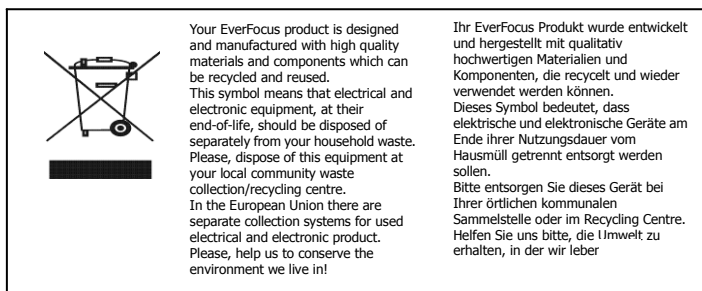 Your EverFocus product is designed
and manufactured with high quality
materials and components which can
be recycled and reused.
This symbol means that electrical and
electronic equipment, at their
end-of-life, should be disposed of
separately from your household waste.
Please, dispose of this equipment at
your local community waste
collection/recycling centre.
In the European Union there are
separate collection systems for used
electrical and electronic product.
Please, help us to conserve the
environment we live in!
Ihr EverFocus Produkt wurde entwickelt
und hergestellt mit qualitativ
hochwertigen Materialien und
Komponenten, die recycelt und wieder
verwendet werden können.
Dieses Symbol bedeutet, dass
elektrische und elektronische Geräte am
Ende ihrer Nutzungsdauer vom
Hausmüll getrennt entsorgt werden
sollen.
Bitte entsorgen Sie dieses Gerät bei
Ihrer örtlichen kommunalen
Sammelstelle oder im Recycling Centre.
Helfen Sie uns bitte, die Umwelt zu
erhalten, in der wir leber